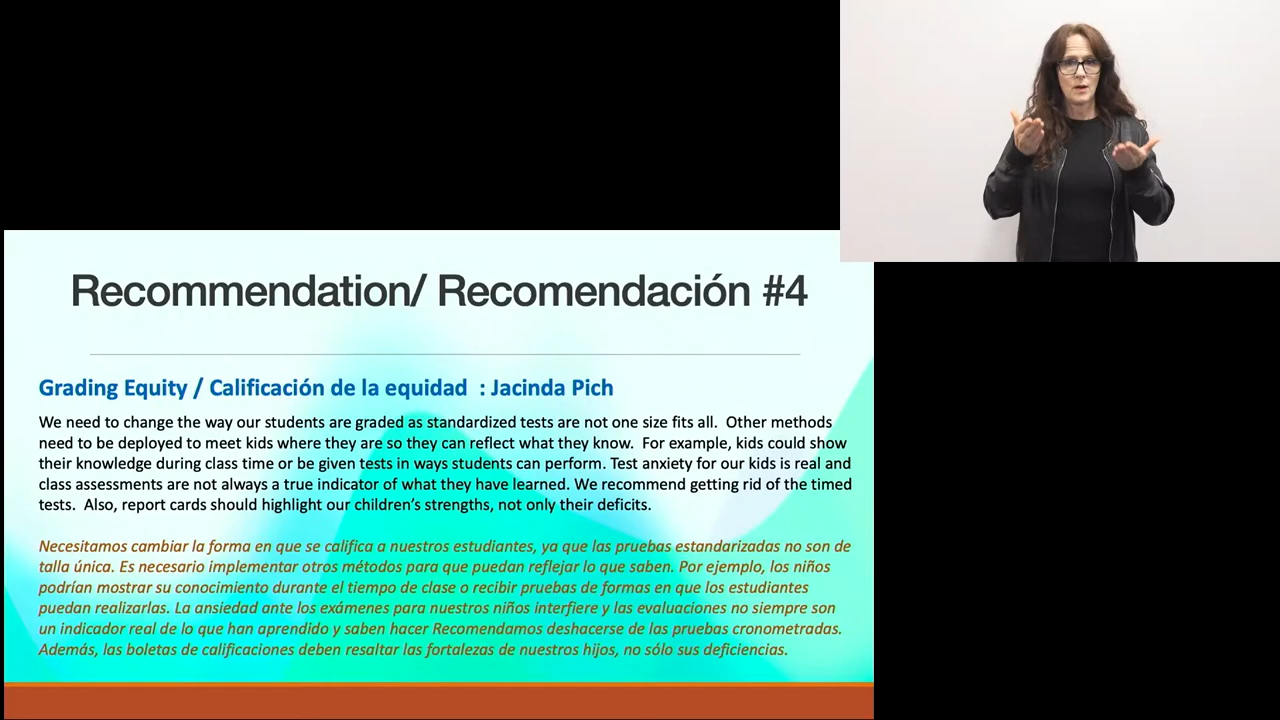 Recommendation/ Recomendación #4
Grading Equity / Calificación de la equidad  : Jacinda Pich
We need to change the way our students are graded as standardized tests are not one size fits all.  Other methods
need to be deployed to meet kids where they are so they can reflect what they know.  For example, kids could show
their knowledge during class time or be given tests in ways students can perform. Test anxiety for our kids is real and
class assessments are not always a true indicator of what they have learned. We recommend getting rid of the timed
tests.  Also, report cards should highlight our children’s strengths, not only their deficits.
Necesitamos cambiar la forma en que se califica a nuestros estudiantes, ya que las pruebas estandarizadas no son de
talla única. Es necesario implementar otros métodos para que puedan reflejar lo que saben. Por ejemplo, los niños
podrían mostrar su conocimiento durante el tiempo de clase o recibir pruebas de formas en que los estudiantes
puedan realizarlas. La ansiedad ante los exámenes para nuestros niños interfiere y las evaluaciones no siempre son
un indicador real de lo que han aprendido y saben hacer Recomendamos deshacerse de las pruebas cronometradas.
Además, las boletas de calificaciones deben resaltar las fortalezas de nuestros hijos, no sólo sus deficiencias.